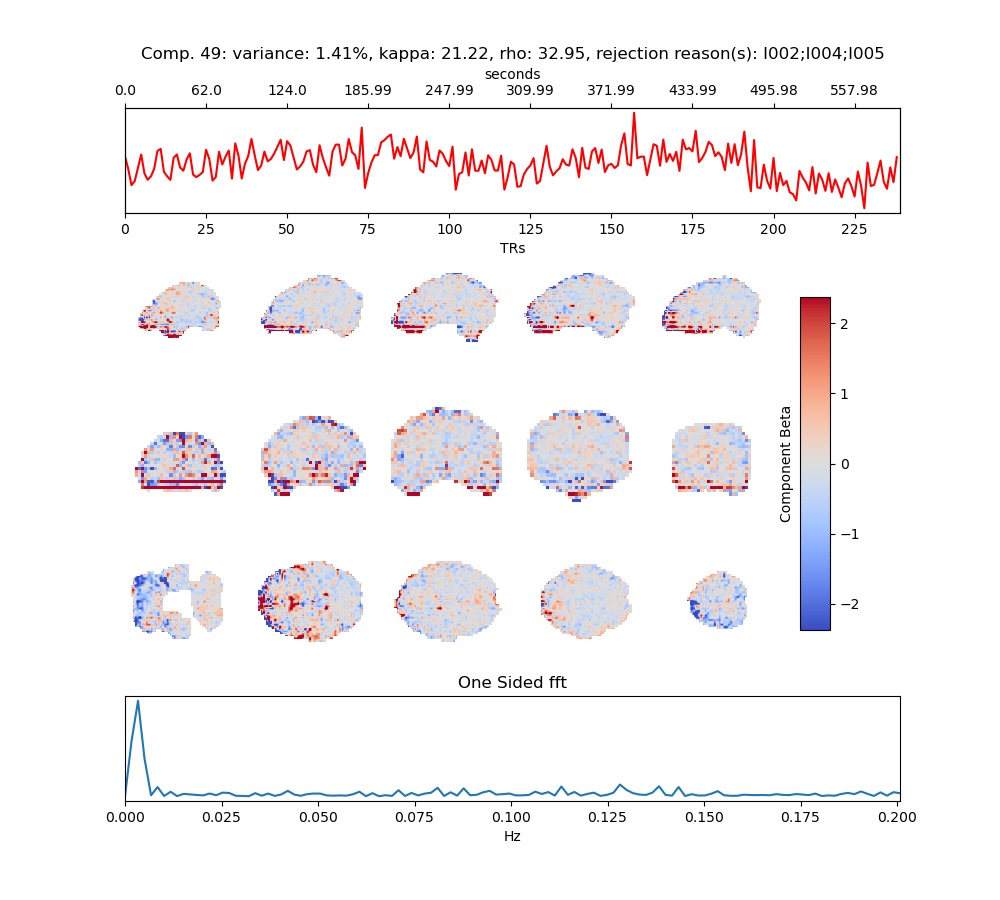 Comp. 49: variance: 1.41%, kappa: 21.22, rho: 32.95, rejection reason(s): I002;I004;I005
seconds
0.0 62.0 124.0 185.99 247.99 309.99 371.99 433.99 495.98 557.98
0 25 50 75 100 125 150 175 200 225
TRs
2
1
0
−1
−2
Component Beta
One Sided fft
0.000 0.025 0.050 0.075 0.100 0.125 0.150 0.175 0.200
Hz